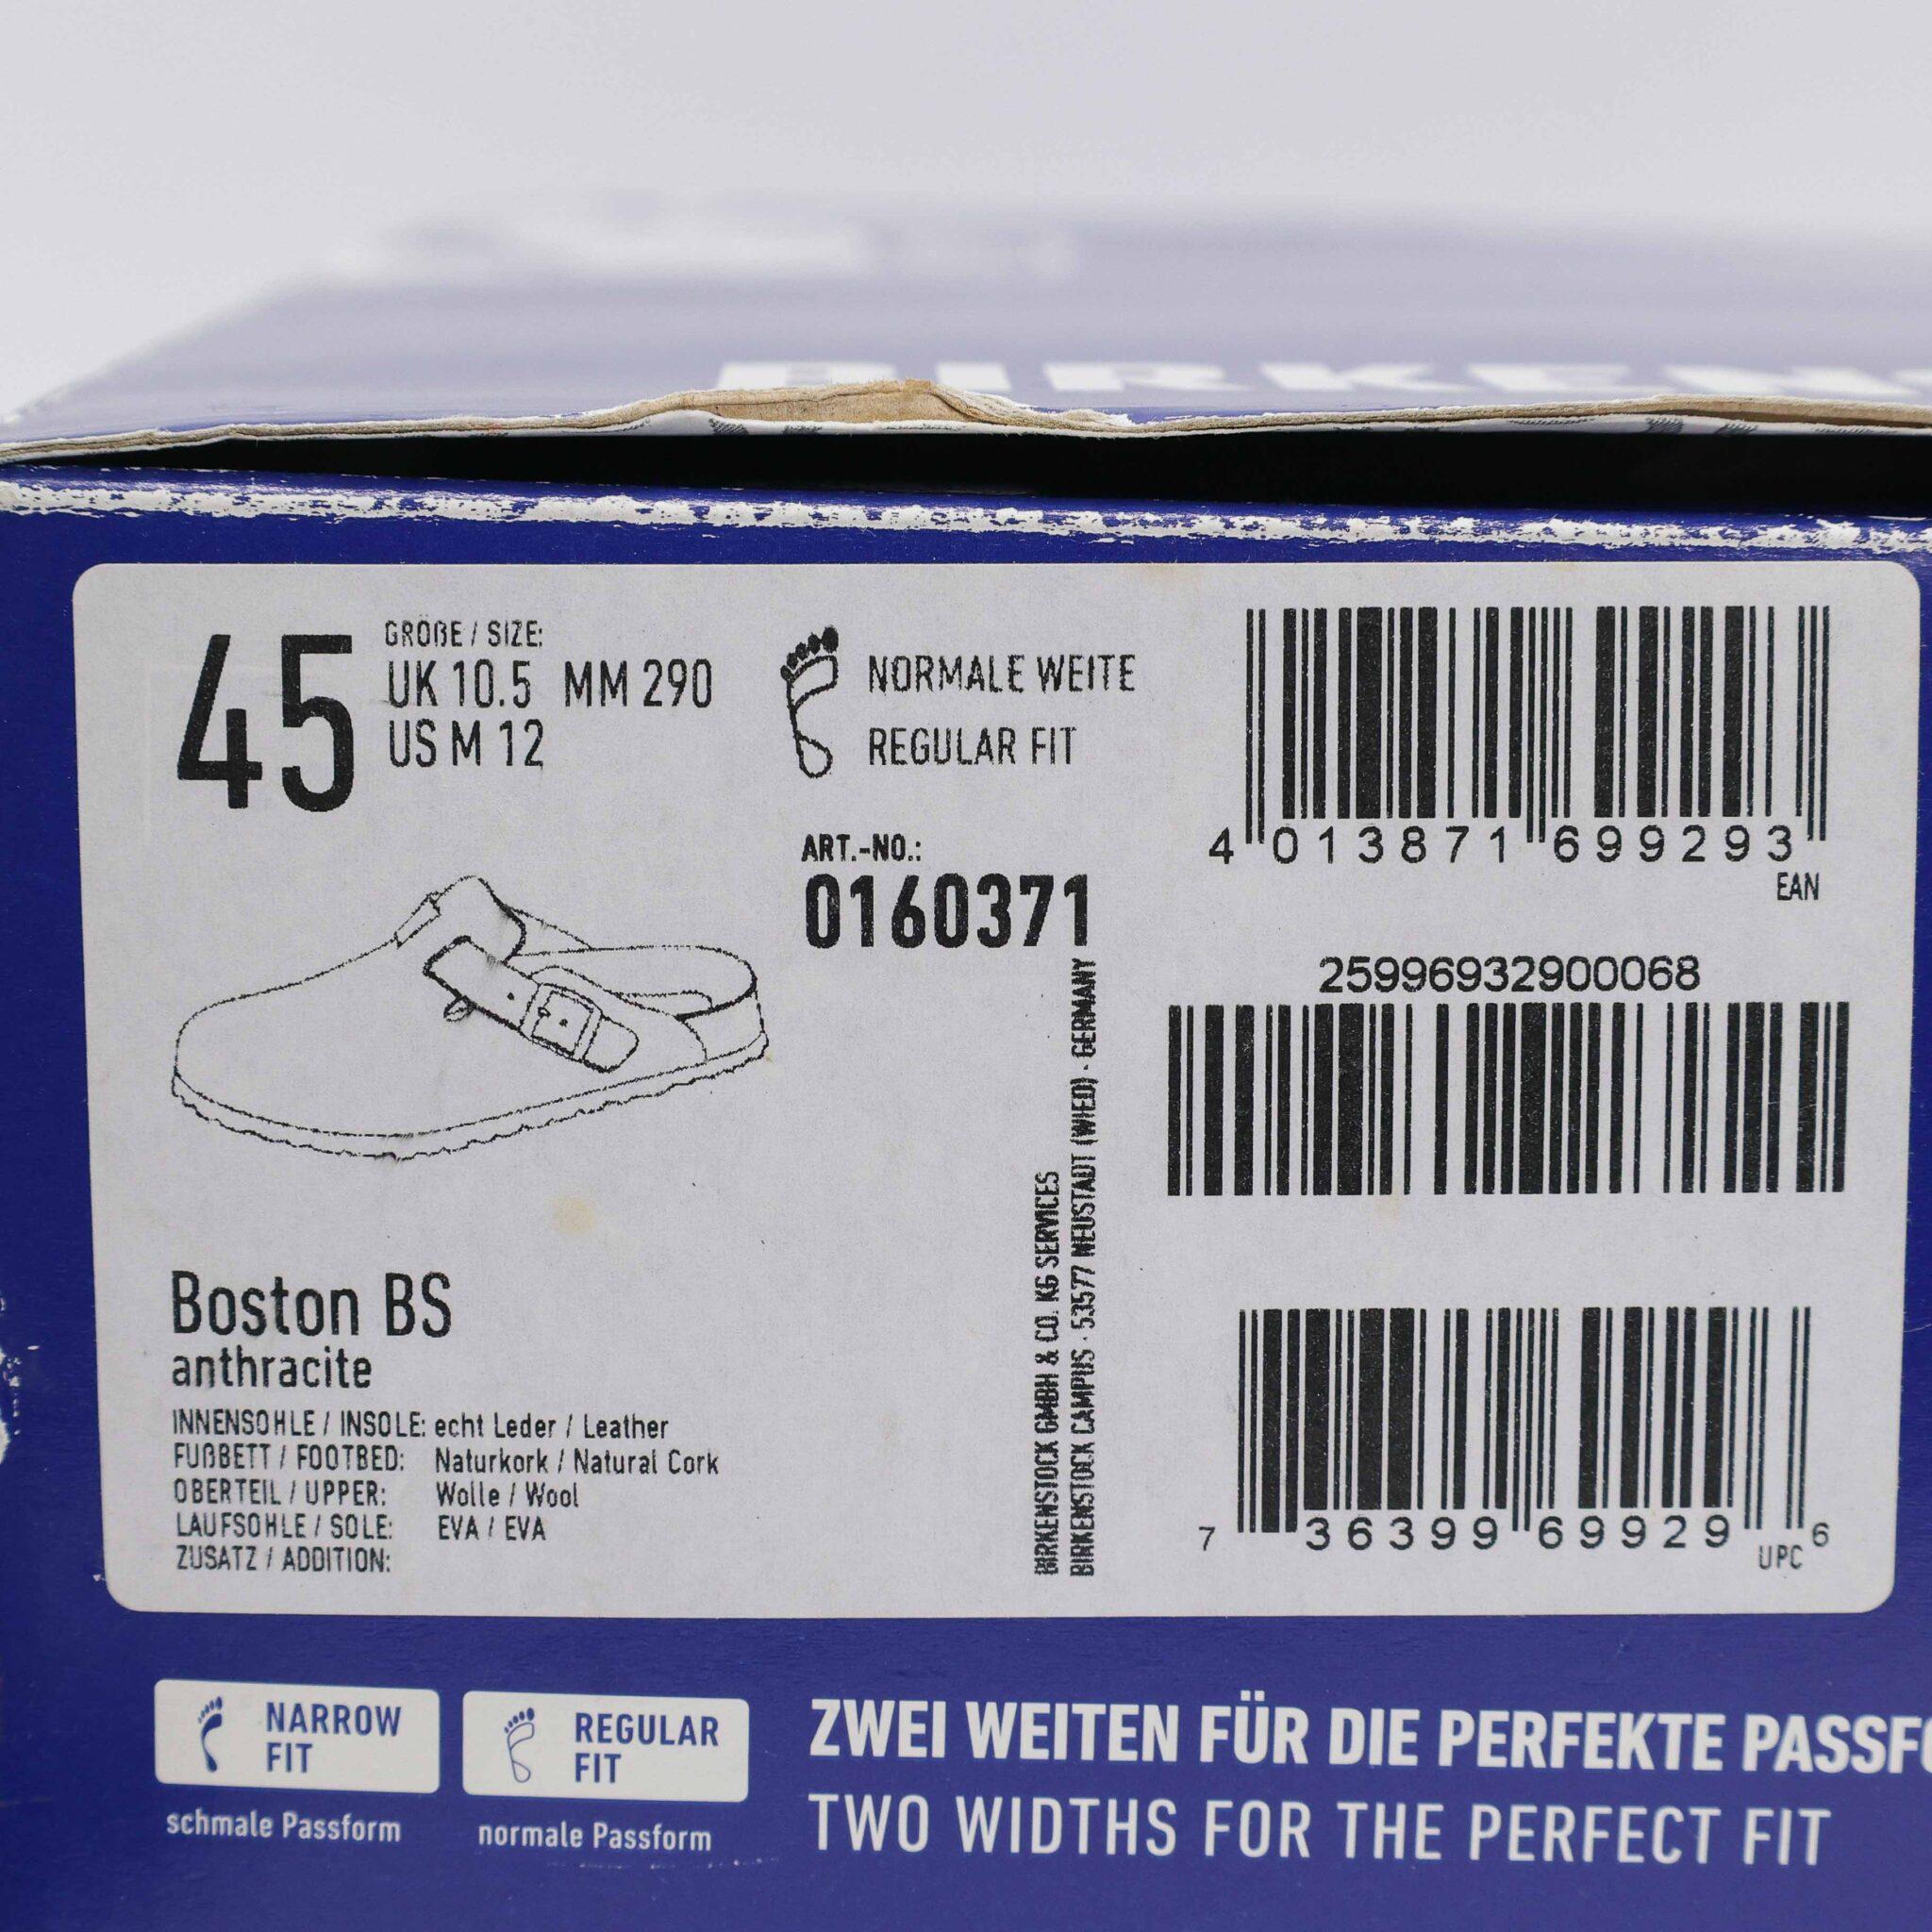 BIRKEN
45
GRÖßE / SIZE:
UK 10.5 MM 290
US M 12
NORMALE WEITE
REGULAR FIT
ART.-NO.:
0160371
4 013871 699293
EAN
25996932900068
BIRKENSTOCK GMBH & CO. KG SERVICES
BIRKENSTOCK CAMPUS · 53577 NEUSTADT (WIED) · GERMANY
Boston BS
anthracite
INNENSOHLE / INSOLE: echt Leder / Leather
FUßBETT / FOOTBED: Naturkork / Natural Cork
OBERTEIL / UPPER: Wolle / Wool
LAUFSOHLE / SOLE: EVA / EVA
ZUSATZ / ADDITION:
7 36399 69929 6
UPC
NARROW
FIT
schmale Passform
REGULAR
FIT
normale Passform
ZWEI WEITEN FÜR DIE PERFEKTE PASSFO
TWO WIDTHS FOR THE PERFECT FIT